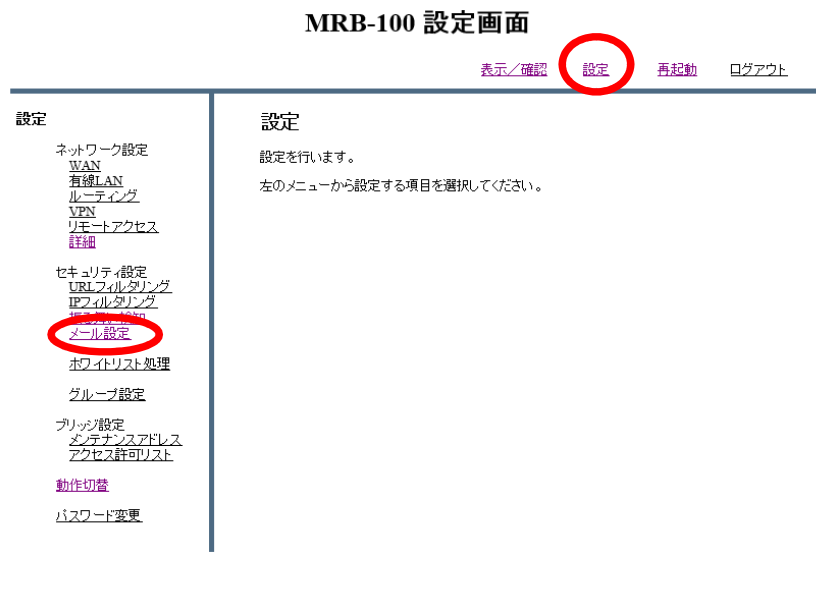 MRB-100 設定画面
表示／確認 設定 再起動 ログアウト
設定
ネットワーク設定
WAN
有線LAN
ルーティング
VPN
リモートアクセス
詳細
セキュリティ設定
URLフィルタリング
IPフィルタリング
メール設定
ホワイトリスト処理
グループ設定
ブリッジ設定
メンテナンスアドレス
アクセス許可リスト
動作切替
パスワード変更
設定
設定を行います。
左のメニューから設定する項目を選択してください。